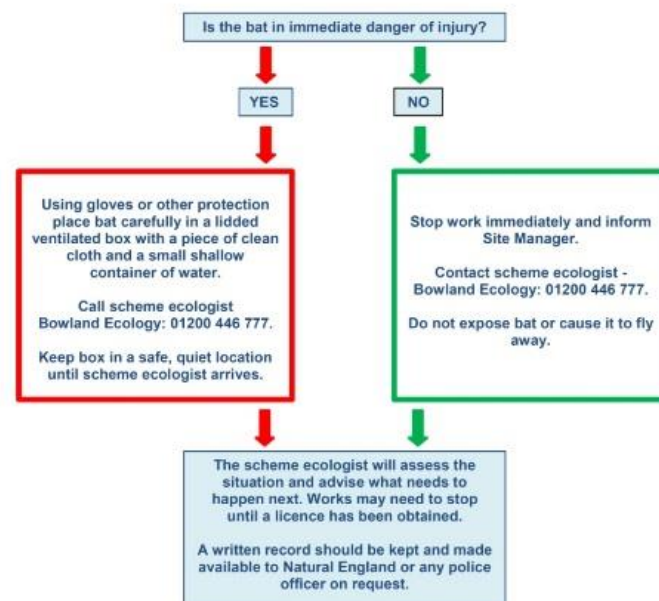 Is the bat in immediate danger of injury?
YES
NO
Using gloves or other protection
place bat carefully in a lidded
ventilated box with a piece of clean
cloth and a small shallow
container of water.
Call scheme ecologist
Bowland Ecology: 01200 446 777.
Keep box in a safe, quiet location
until scheme ecologist arrives.
Stop work immediately and inform
Site Manager.
Contact scheme ecologist -
Bowland Ecology: 01200 446 777.
Do not expose bat or cause it to fly
away.
The scheme ecologist will assess the
situation and advise what needs to
happen next. Works may need to stop
until a licence has been obtained.
A written record should be kept and made
available to Natural England or any police
officer on request.